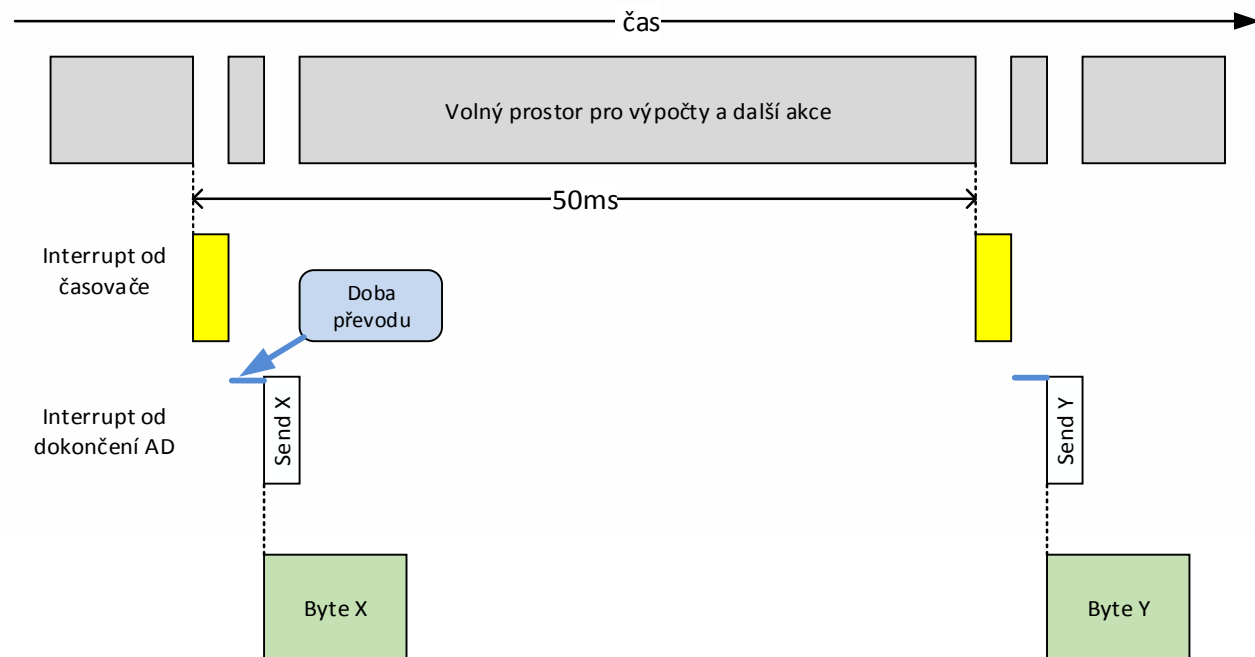 čas
Volný prostor pro výpočty a další akce
50ms
Interrupt od
časovače
Doba
převodu
Interrupt od
dokončení AD
Send X
Send Y
Byte X
Byte Y